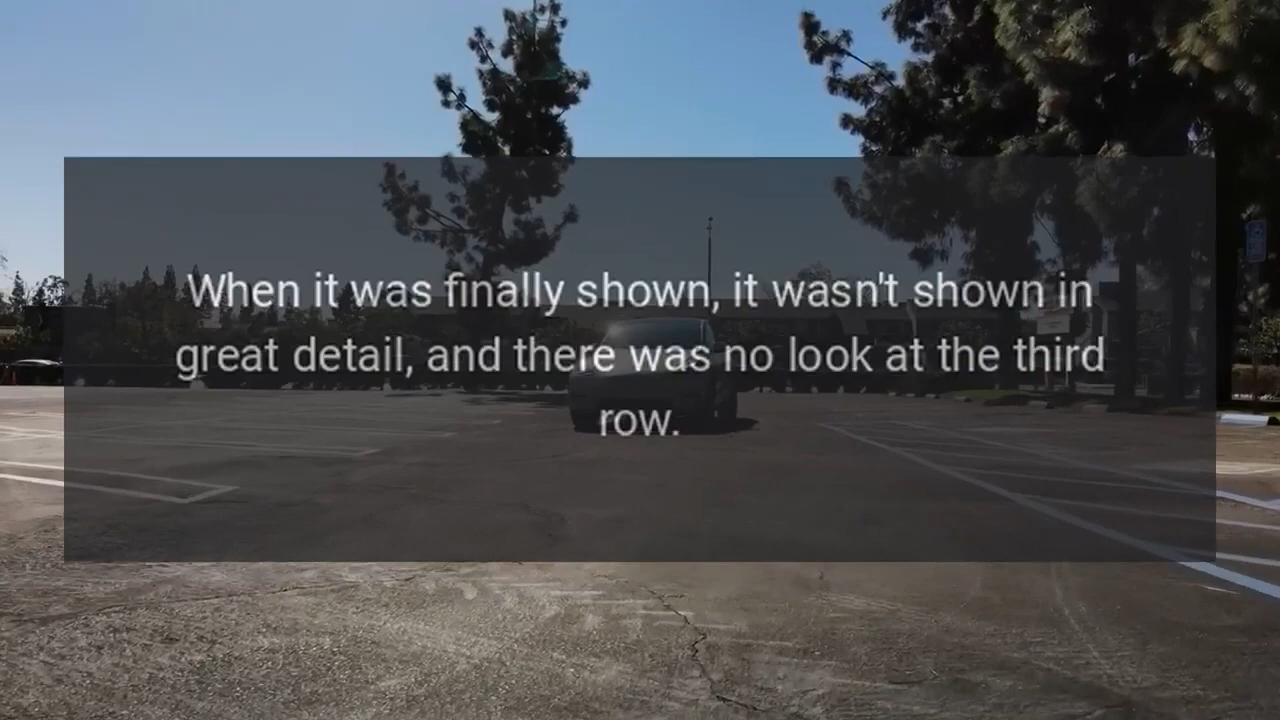 When it was finally shown, it wasn't shown in
great detail, and there was no look at the third
row.